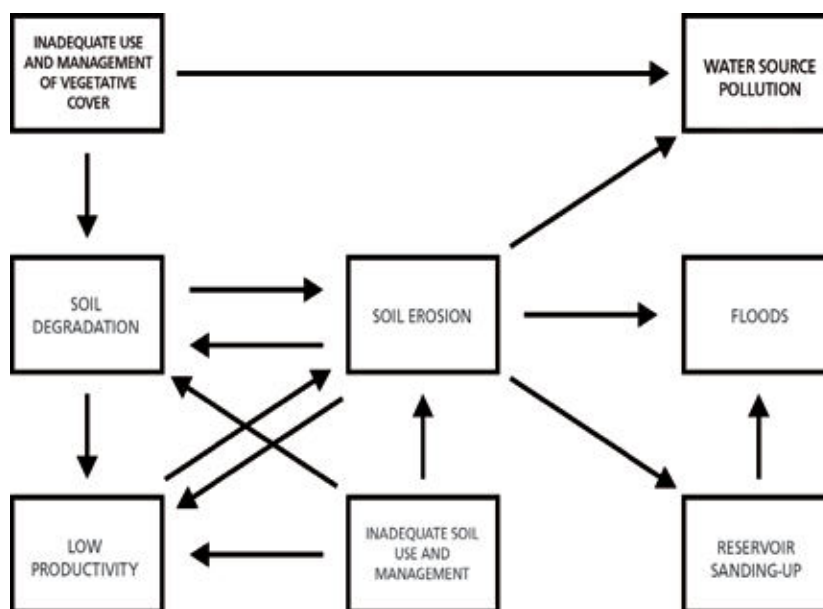 INADEQUATE USE
AND MANAGEMENT
OF VEGETATIVE
COVER
WATER SOURCE
POLLUTION
SOIL
DEGRADATION
SOIL EROSION
FLOODS
LOW
PRODUCTIVITY
INADEQUATE SOIL
USE AND
MANAGEMENT
RESERVOIR
SANDING-UP